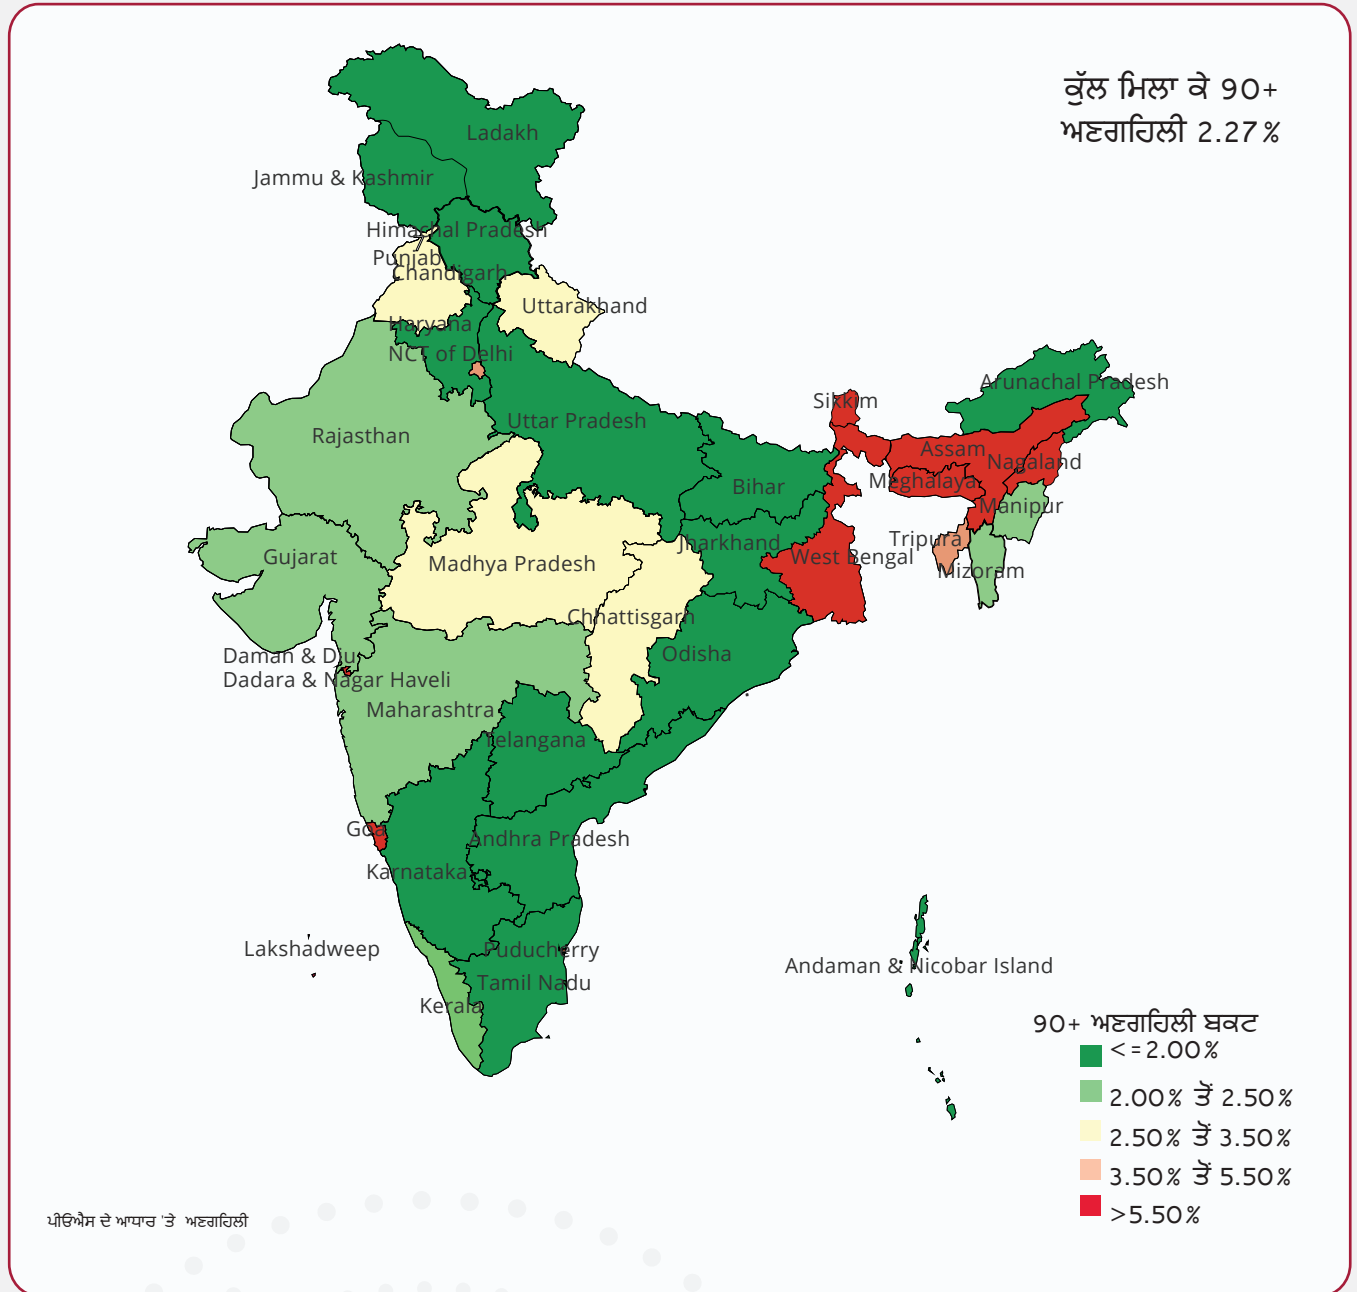 ਕੁੱਲ ਮਿਲਾ ਕੇ 90+
ਅਣਗਹਿਲੀ 2.27%
Ladakh
Jammu & Kashmir
Himachal Pradesh
Punjab
Chandigarh
Uttarakhand
Haryana
NCT of Delhi
Arunachal Pradesh
Sikkim
Uttar Pradesh
Rajasthan
Assam
Nagaland
Meghalaya
Bihar
Manipur
Tripura
Jharkhand
West Bengal
Gujarat
Madhya Pradesh
Mizoram
Chhattisgarh
Odisha
Daman & Diu
Dadara & Nagar Haveli
Maharashtra
Telangana
Goa
Andhra Pradesh
Karnataka
Lakshadweep
Puducherry
Andaman & Nicobar Island
Tamil Nadu
Kerala
90+ ਅਣਗਹਿਲੀ ਬਕਟ
<=2.00%
2.00% ਤੋਂ 2.50%
2.50% ਤੋਂ 3.50%
3.50% ਤੋਂ 5.50%
>5.50%
ਪੀਓਐਸ ਦੇ ਆਧਾਰ 'ਤੇ ਅਣਗਹਿਲੀ